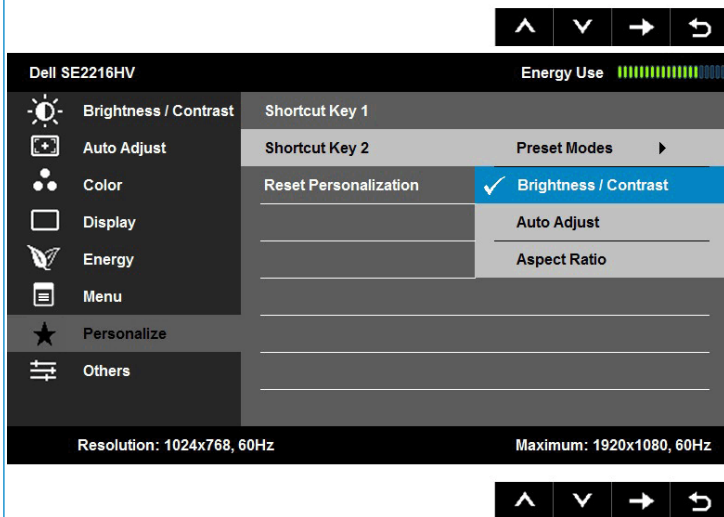 Dell SE2216HV Energy Use
Brightness / Contrast Shortcut Key 1
Auto Adjust Shortcut Key 2 Preset Modes
Color Reset Personalization Brightness / Contrast
Display Auto Adjust
Energy Aspect Ratio
Menu
Personalize
Others
Resolution: 1024x768, 60Hz Maximum: 1920x1080, 60Hz